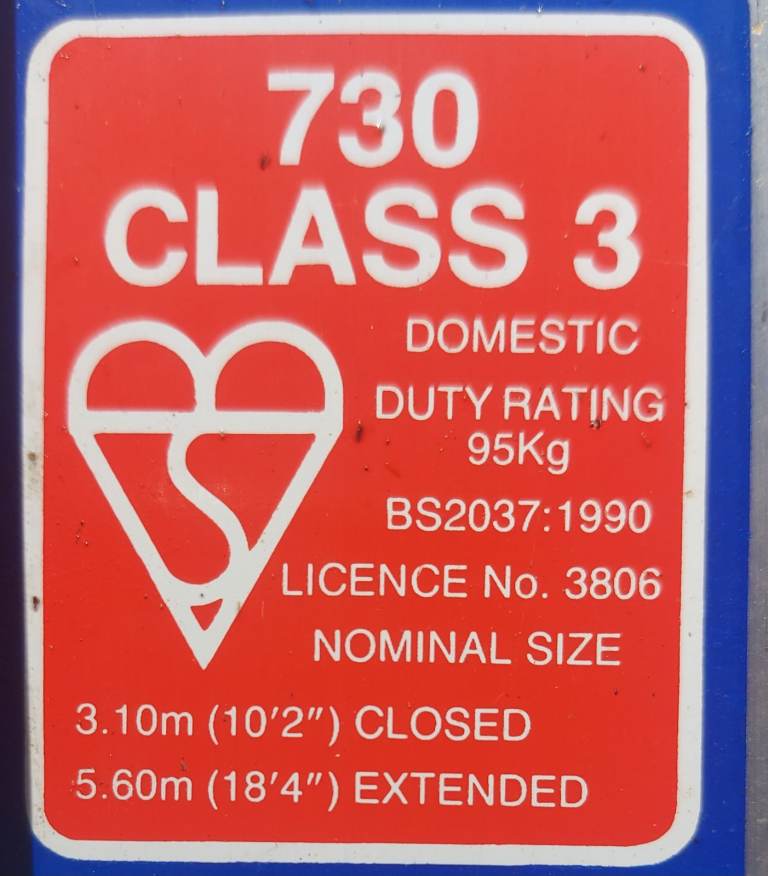 730
CLASS 3
DOMESTIC
DUTY RATING
95Kg
BS2037:1990
LICENCE No. 3806
NOMINAL SIZE
3.10m (10′2″) CLOSED
5.60m (18′4″) EXTENDED